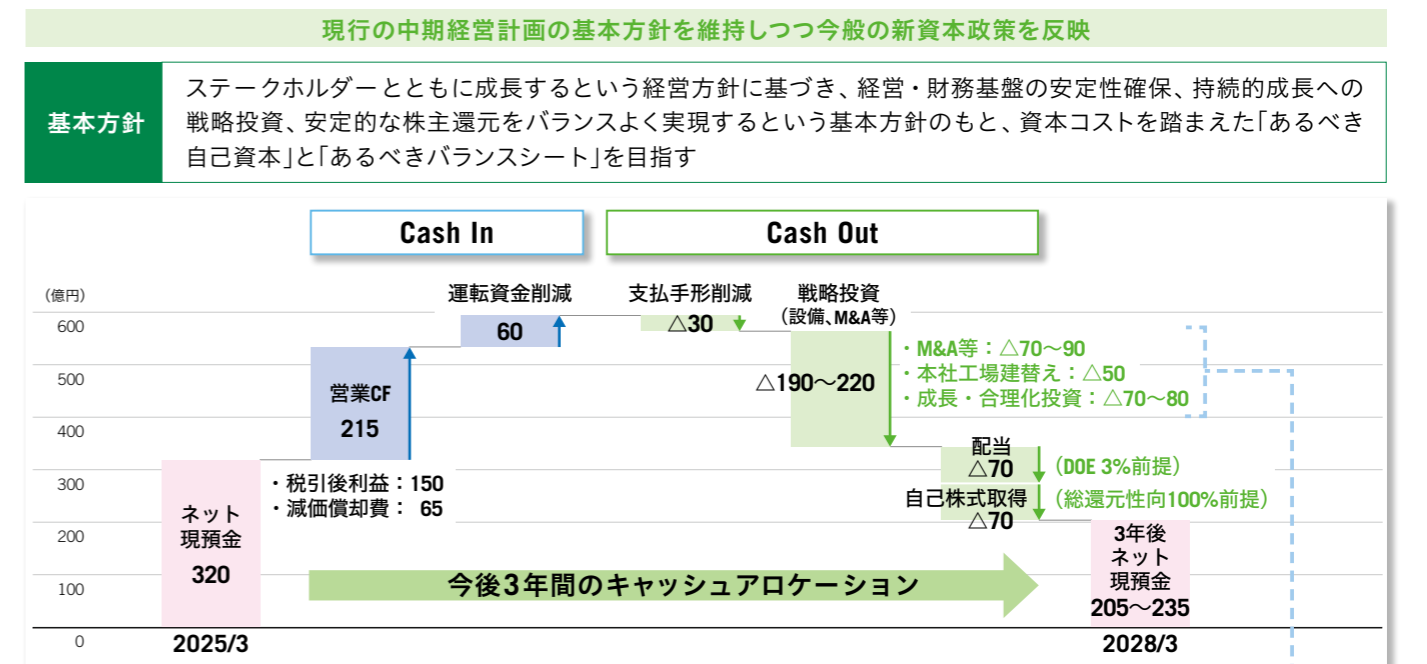 現行の中期経営計画の基本方針を維持しつつ今般の新資本政策を反映
基本方針
ステークホルダーとともに成長するという経営方針に基づき、経営・財務基盤の安定性確保、持続的成長への
戦略投資、安定的な株主還元をバランスよく実現するという基本方針のもと、資本コストを踏まえた「あるべき
自己資本」と「あるべきバランスシート」を目指す
Cash In
Cash Out
（億円）
600
500
400
300
200
100
0
ネット
現預金
320
2025/3
営業CF
215
・税引後利益：150
・減価償却費： 65
運転資金削減
60
支払手形削減
△30
戦略投資
（設備、M&A等）
△190～220
・M&A等：△70～90
・本社工場建替え：△50
・成長・合理化投資：△70～80
配当
△70
（DOE 3%前提）
自己株式取得
△70
（総還元性向100%前提）
3年後
ネット
現預金
205～235
2028/3
今後3年間のキャッシュアロケーション